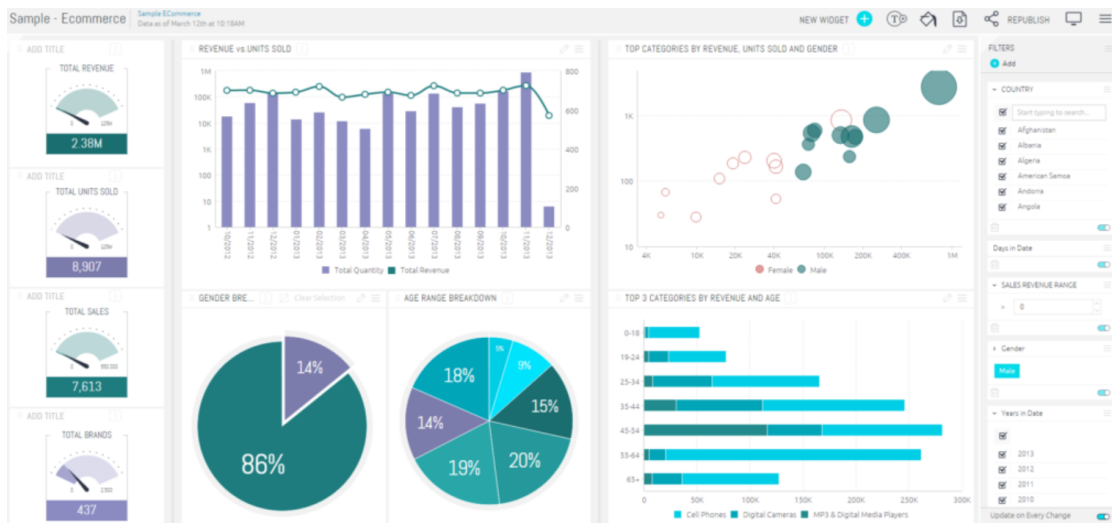 Sample - Ecommerce
Sample ECommerce
Data as of March 12th at 10:18AM
NEW WIDGET
REPUBLISH
ADD TITLE
TOTAL REVENUE
0 125M
2.38M
ADD TITLE
TOTAL UNITS SOLD
0 125M
8,907
ADD TITLE
TOTAL SALES
7,613
ADD TITLE
TOTAL BRANDS
437
REVENUE vs.UNITS SOLD
1M
100K
10K
1K
100
10
1
800
600
400
200
0
10/2012
11/2012
12/2012
01/2013
02/2013
03/2013
04/2013
05/2013
06/2013
07/2013
08/2013
09/2013
10/2013
11/2013
12/2013
Total Quantity Total Revenue
TOP CATEGORIES BY REVENUE, UNITS SOLD AND GENDER
1K
100
10
4K 10K 20K 40K 100K 200K 400K 1M
Female Male
GENDER BRE...
Clear Selection
14%
86%
AGE RANGE BREAKDOWN
5%
9%
15%
20%
19%
14%
18%
TOP 3 CATEGORIES BY REVENUE AND AGE
0-18
19-24
25-34
35-44
45-54
55-64
65+
0 50K 100K 150K 200K 250K 300K
Cell Phones Digital Cameras MP3 & Digital Media Players
FILTERS
Add
COUNTRY
Start typing to search...
Afghanistan
Albania
Algeria
American Samoa
Andorra
Angola
Days in Date
SALES REVENUE RANGE
0
Gender
Male
Years in Date
2013
2012
2011
2010
Update on Every Change